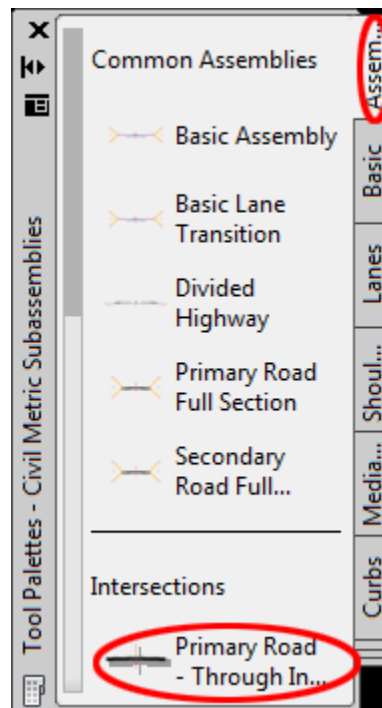 Tool Palettes - Civil Metric Subassemblies
Common Assemblies
Basic Assembly
Basic Lane
Transition
Divided
Highway
Primary Road
Full Section
Secondary
Road Full...
Intersections
Primary Road
- Through In...
Assem...
Basic
Lanes
Shoul...
Media...
Curbs